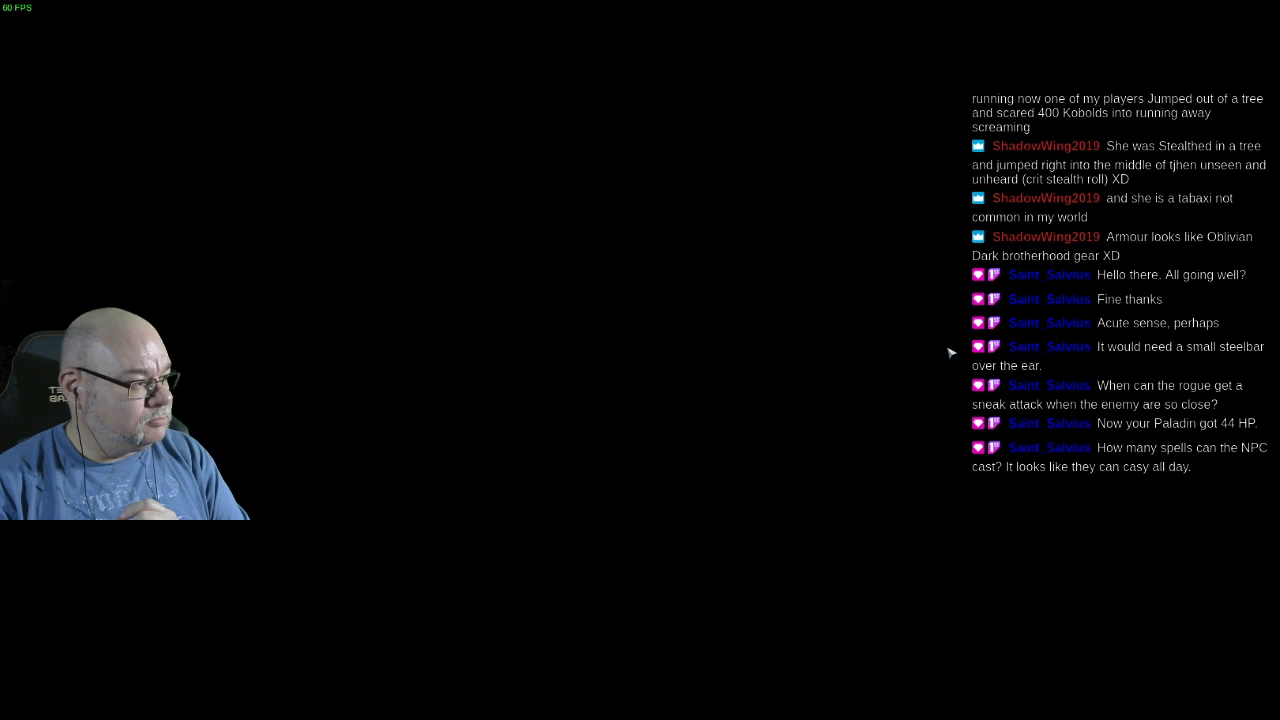 60 FPS
running now one of my players Jumped out of a tree
and scared 400 Kobolds into running away
screaming
ShadowWing2019 She was Stealthed in a tree
and jumped right into the middle of tjhen unseen and
unheard (crit stealth roll) XD
ShadowWing2019 and she is a tabaxi not
common in my world
ShadowWing2019 Armour looks like Oblivian
Dark brotherhood gear XD
Saint_Salvius Hello there. All going well?
Saint_Salvius Fine thanks
Saint_Salvius Acute sense, perhaps
Saint_Salvius It would need a small steelbar
over the ear.
Saint_Salvius When can the rogue get a
sneak attack when the enemy are so close?
Saint_Salvius Now your Paladin got 44 HP.
Saint_Salvius How many spells can the NPC
cast? It looks like they can casy all day.